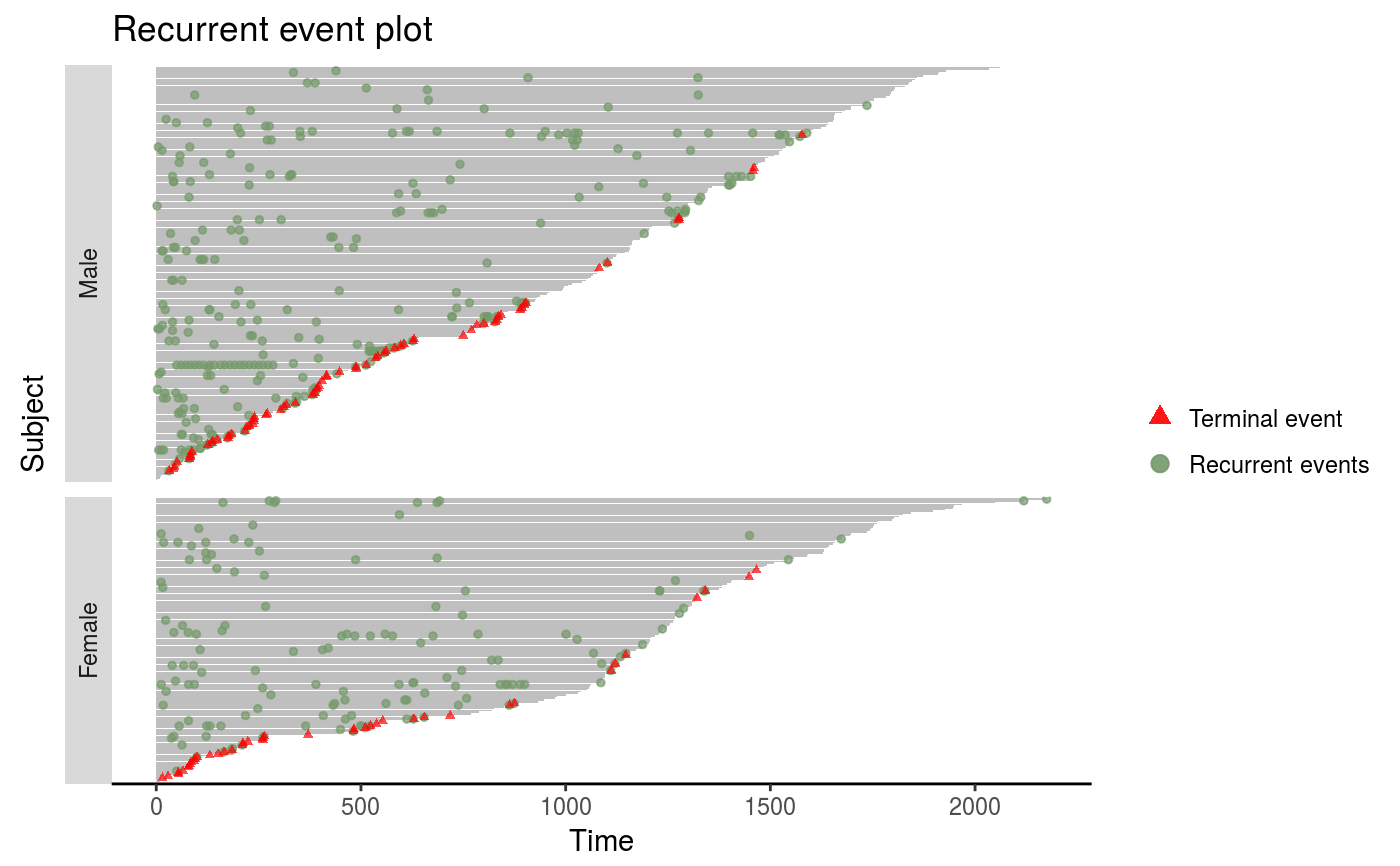 Recurrent event plot
Male
Subject
Female
Terminal event
Recurrent events
0 500 1000 1500 2000
Time